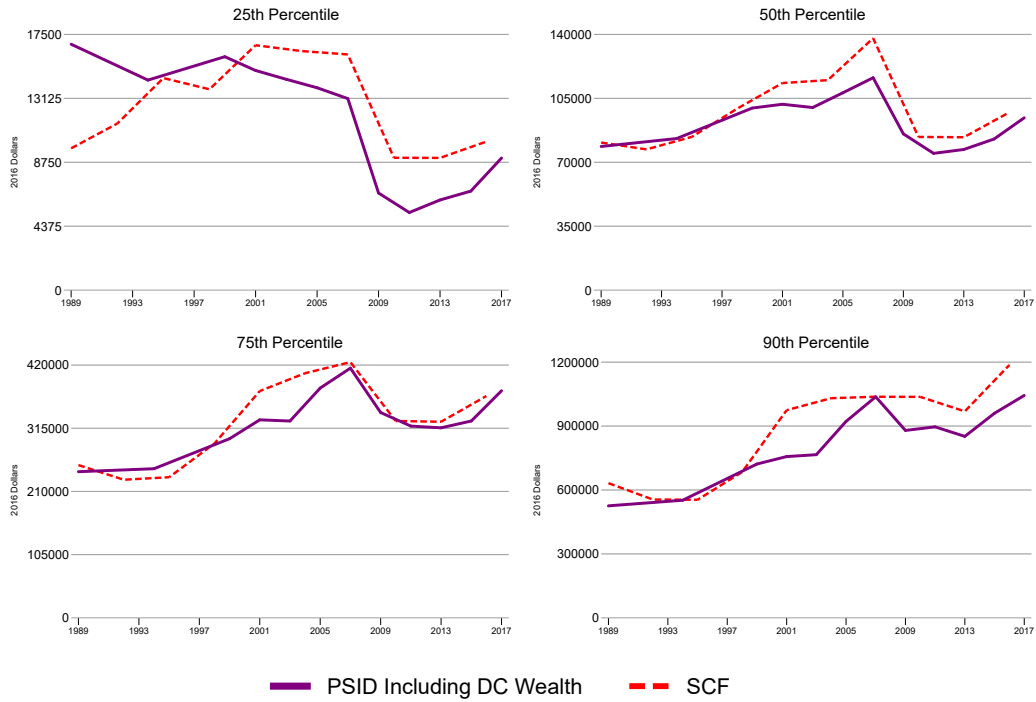 25th Percentile
17500
13125
8750
4375
0
2016 Dollars
1989 1993 1997 2001 2005 2009 2013 2017
50th Percentile
140000
105000
70000
35000
0
2016 Dollars
1989 1993 1997 2001 2005 2009 2013 2017
75th Percentile
420000
315000
210000
105000
0
2016 Dollars
1989 1993 1997 2001 2005 2009 2013 2017
90th Percentile
1200000
900000
600000
300000
0
2016 Dollars
1989 1993 1997 2001 2005 2009 2013 2017
PSID Including DC Wealth SCF